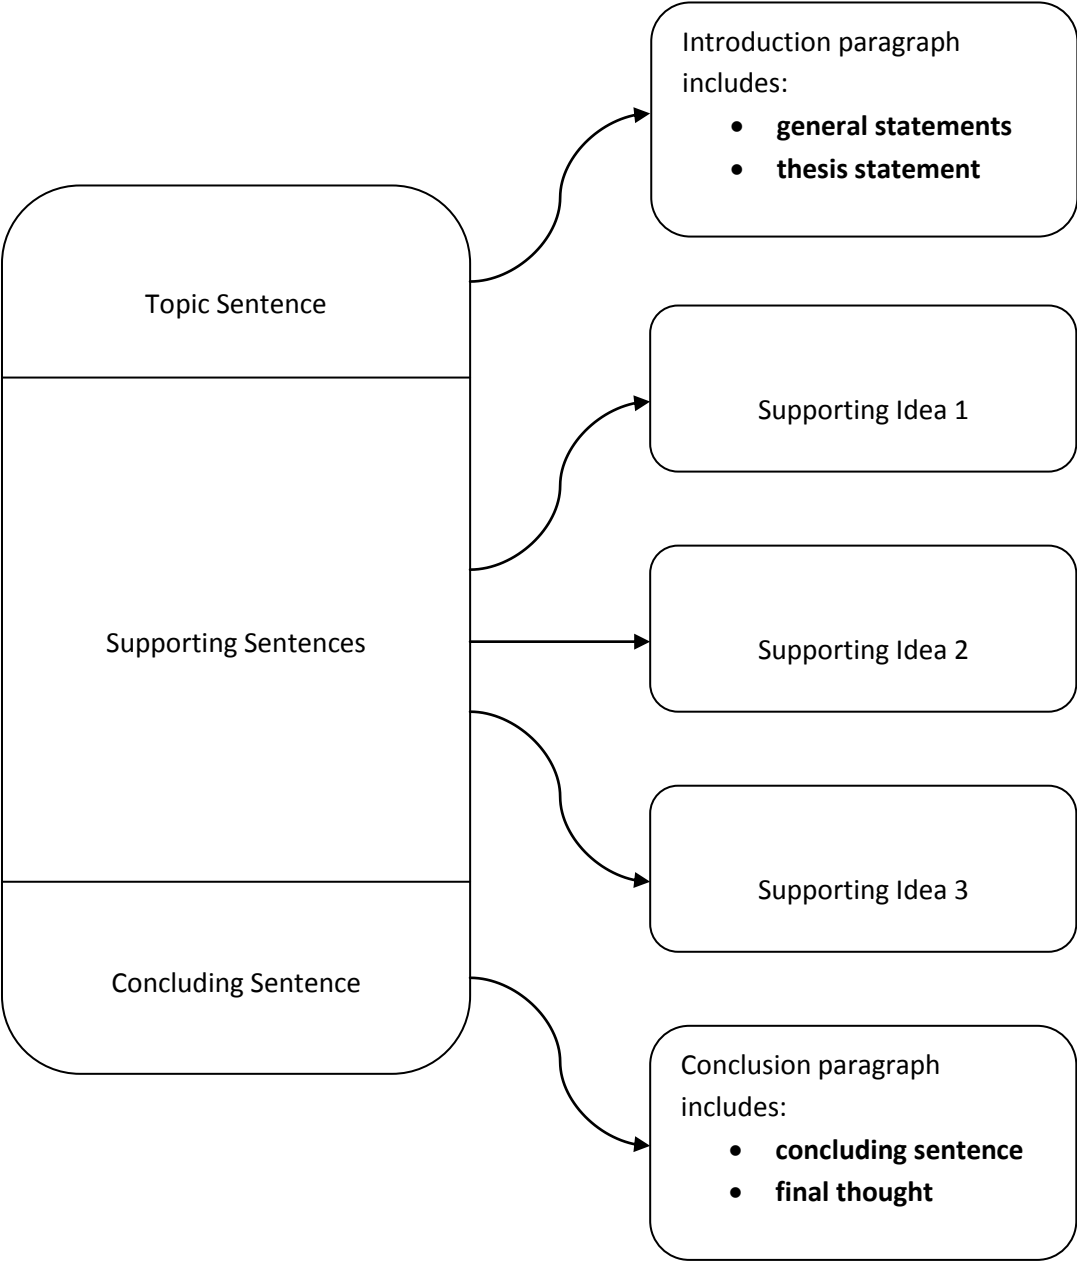 Topic Sentence
Supporting Sentences
Concluding Sentence
Introduction paragraph
includes:
• general statements
• thesis statement
Supporting Idea 1
Supporting Idea 2
Supporting Idea 3
Conclusion paragraph
includes:
• concluding sentence
• final thought